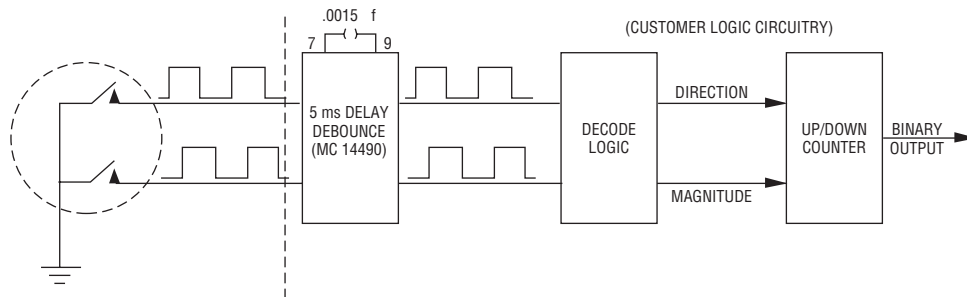 .0015 f
7 9
(CUSTOMER LOGIC CIRCUITRY)
5 ms DELAY
DEBOUNCE
(MC 14490)
DECODE
LOGIC
DIRECTION
MAGNITUDE
UP/DOWN
COUNTER
BINARY
OUTPUT